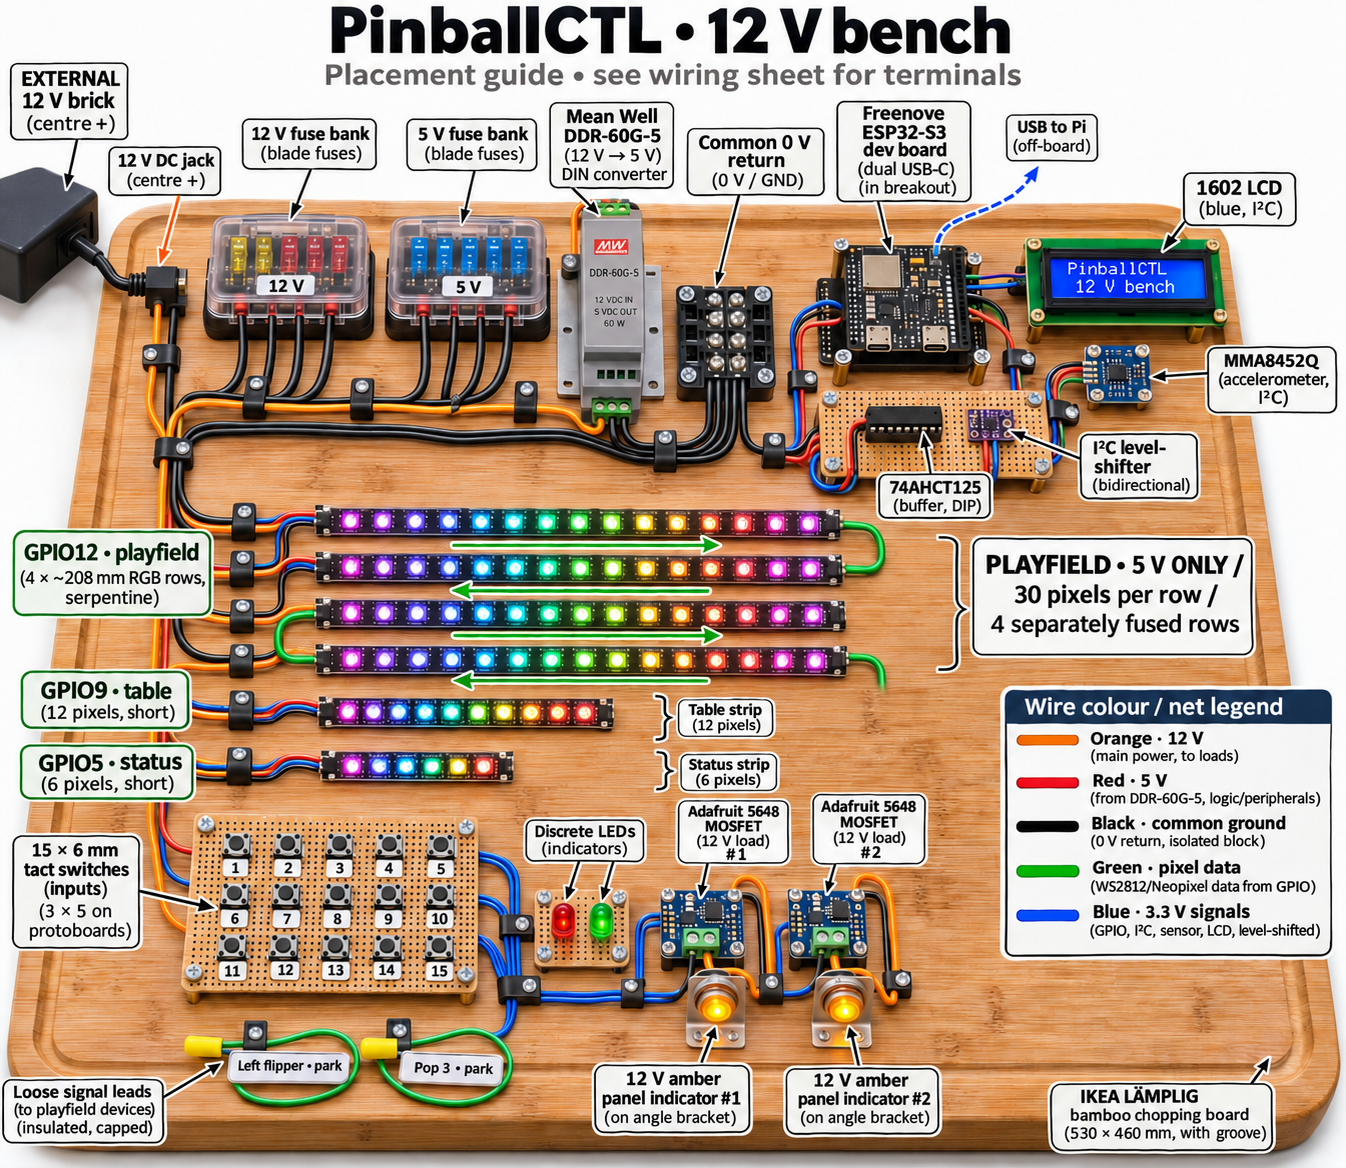 PinballCTL • 12 V bench
Placement guide • see wiring sheet for terminals
EXTERNAL
12 V brick
(centre +)
12 V DC jack
(centre +)
12 V fuse bank
(blade fuses)
5 V fuse bank
(blade fuses)
Mean Well
DDR-60G-5
(12 V → 5 V)
DIN converter
Common 0 V
return
(0 V / GND)
Freenove
ESP32-S3
dev board
(dual USB-C)
(in breakout)
USB to Pi
(off-board)
1602 LCD
(blue, I²C)
12 V
5 V
MW
DDR-60G-5
12 VDC IN
5 VDC OUT
60 W
PinballCTL
12 V bench
MMA8452Q
(accelerometer,
I²C)
I²C level-
shifter
(bidirectional)
74AHCT125
(buffer, DIP)
GPIO12 • playfield
(4 × ~208 mm RGB rows,
serpentine)
PLAYFIELD • 5 V ONLY /
30 pixels per row /
4 separately fused rows
GPIO9 • table
(12 pixels, short)
Table strip
(12 pixels)
GPIO5 • status
(6 pixels, short)
Status strip
(6 pixels)
Wire colour / net legend
Orange · 12 V
(main power, to loads)
Red · 5 V
(from DDR-60G-5, logic/peripherals)
Black · common ground
(0 V return, isolated block)
Green · pixel data
(WS2812/Neopixel data from GPIO)
Blue · 3.3 V signals
(GPIO, I²C, sensor, LCD, level-shifted)
15 × 6 mm
tact switches
(inputs)
(3 × 5 on
protoboards)
1
2
3
4
5
6
7
8
9
10
11
12
13
14
15
Discrete LEDs
(indicators)
Adafruit 5648
MOSFET
(12 V load)
#1
Adafruit 5648
MOSFET
(12 V load)
#2
Left flipper • park
Pop 3 • park
Loose signal leads
(to playfield devices)
(insulated, capped)
12 V amber
panel indicator #1
(on angle bracket)
12 V amber
panel indicator #2
(on angle bracket)
IKEA LÄMPLIG
bamboo chopping board
(530 × 460 mm, with groove)